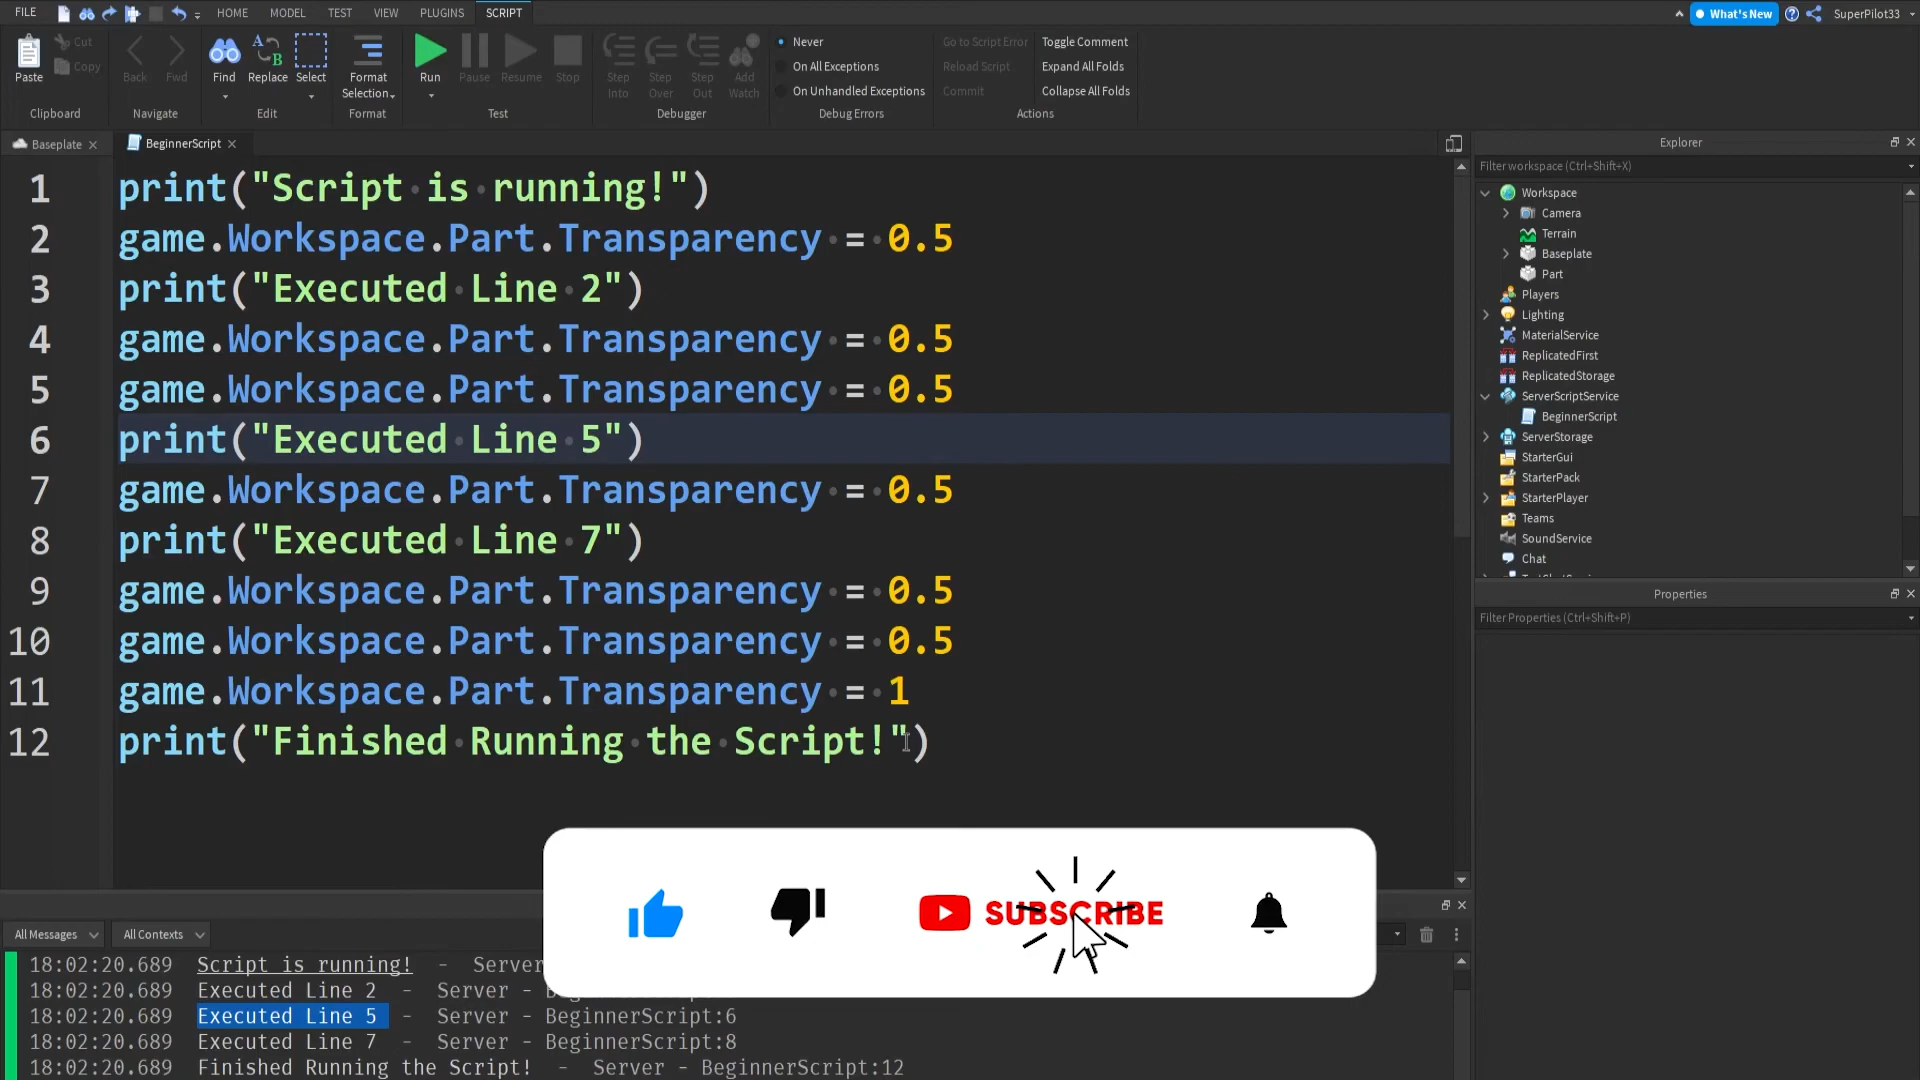 FILE HOME MODEL TEST VIEW PLUGINS SCRIPT What's New SuperPilot33
Paste Cut Copy
Clipboard
Back Fwd
Navigate
Find Replace Select
Edit
Format Selection
Format
Run Pause Resume Stop
Test
Step Into Step Over Step Out Add Watch
Debugger
Never
On All Exceptions
On Unhandled Exceptions
Debug Errors
Go to Script Error Toggle Comment
Reload Script Expand All Folds
Commit Collapse All Folds
Actions
Baseplate BeginnerScript
1 print("Script is running!")
2 game.Workspace.Part.Transparency = 0.5
3 print("Executed Line 2")
4 game.Workspace.Part.Transparency = 0.5
5 game.Workspace.Part.Transparency = 0.5
6 print("Executed Line 5")
7 game.Workspace.Part.Transparency = 0.5
8 print("Executed Line 7")
9 game.Workspace.Part.Transparency = 0.5
10 game.Workspace.Part.Transparency = 0.5
11 game.Workspace.Part.Transparency = 1
12 print("Finished Running the Script!")
Explorer
Filter workspace (Ctrl+Shift+X)
Workspace
Camera
Terrain
Baseplate
Part
Players
Lighting
MaterialService
ReplicatedFirst
ReplicatedStorage
ServerScriptService
BeginnerScript
ServerStorage
StarterGui
StarterPack
StarterPlayer
Teams
SoundService
Chat
Properties
Filter Properties (Ctrl+Shift+P)
SUBSCRIBE
All Messages All Contexts
18:02:20.689 Script is running! - Server
18:02:20.689 Executed Line 2 - Server -
18:02:20.689 Executed Line 5 - Server - BeginnerScript:6
18:02:20.689 Executed Line 7 - Server - BeginnerScript:8
18:02:20.689 Finished Running the Script! - Server - BeginnerScript:12